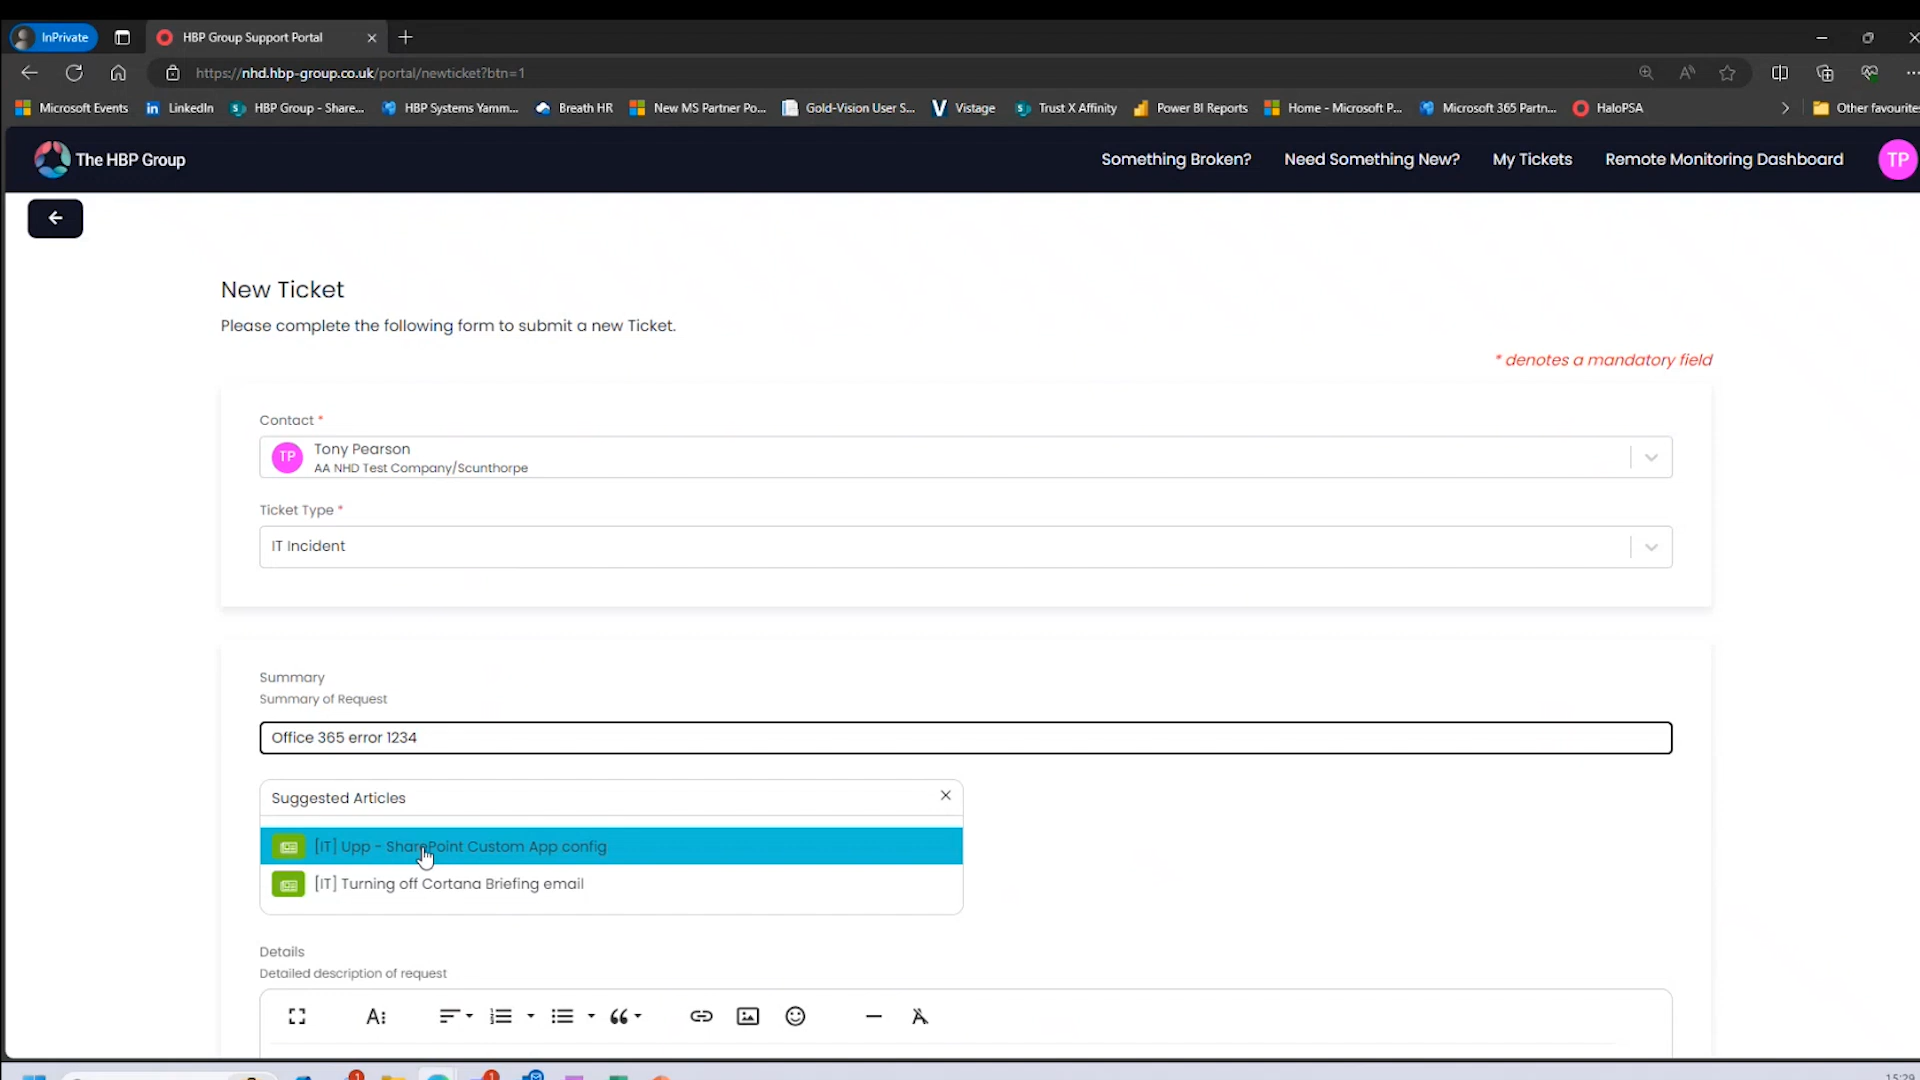 InPrivate
HBP Group Support Portal
https://nhd.hbp-group.co.uk/portal/newticket?btn=1
Microsoft Events
LinkedIn
HBP Group - Share...
HBP Systems Yamm...
Breath HR
New MS Partner Po...
Gold-Vision User S...
Vistage
Trust X Affinity
Power BI Reports
Home - Microsoft P...
Microsoft 365 Partn...
HaloPSA
Other favourites
The HBP Group
Something Broken?
Need Something New?
My Tickets
Remote Monitoring Dashboard
TP
New Ticket
Please complete the following form to submit a new Ticket.
* denotes a mandatory field
Contact *
TP
Tony Pearson
AA NHD Test Company/Scunthorpe
Ticket Type *
IT Incident
Summary
Summary of Request
Office 365 error 1234
Suggested Articles
[IT] Upp - SharePoint Custom App config
[IT] Turning off Cortana Briefing email
Details
Detailed description of request
15:29